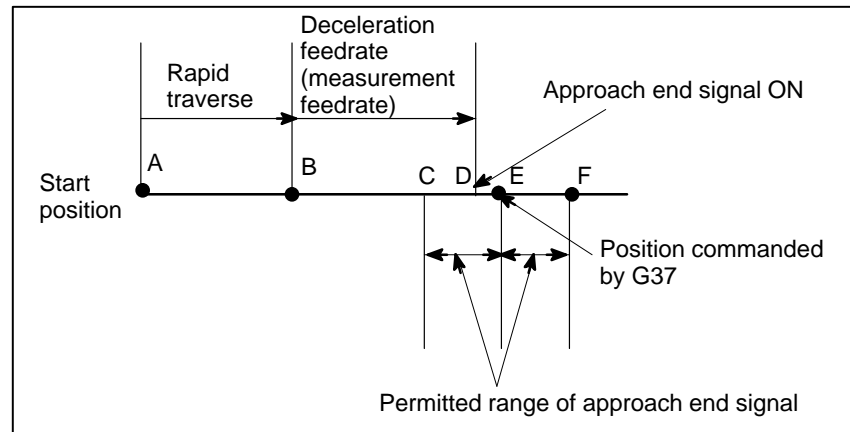 Deceleration
feedrate
(measurement
feedrate)
Rapid
traverse
Approach end signal ON
A
B
C
D
E
F
Start
position
Position commanded
by G37
Permitted range of approach end signal